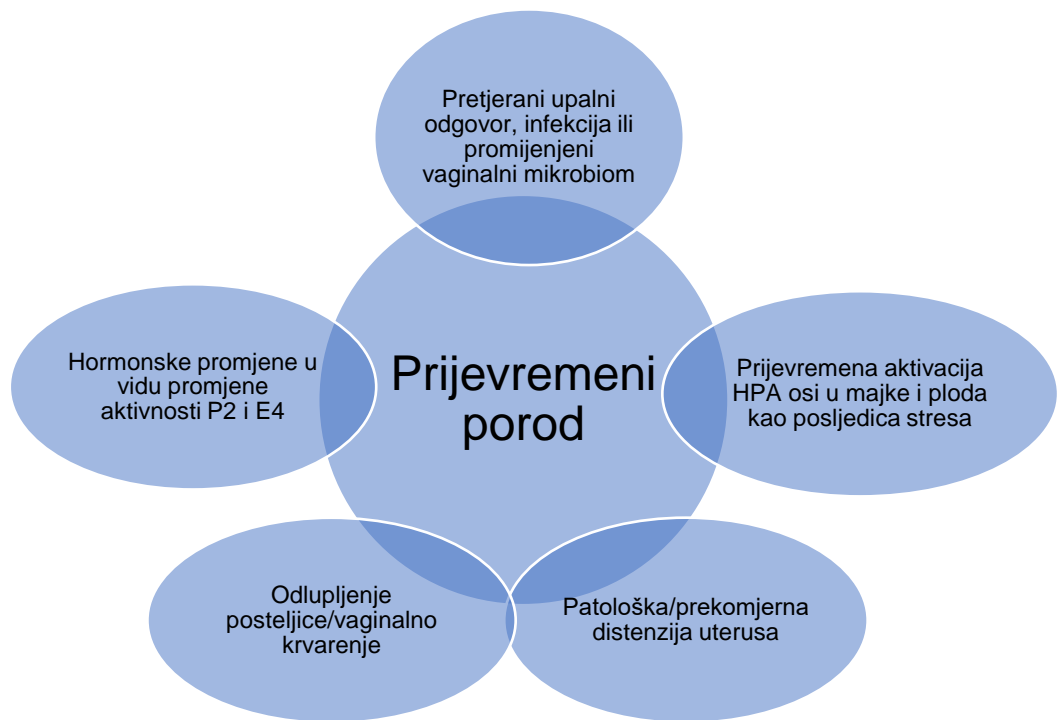 Pretjerani upalni
odgovor, infekcija ili
promijenjeni
vaginalni mikrobiom
Hormonske promjene u
vidu promjene
aktivnosti P2 i E4
Prijevremeni
porod
Prijevremena aktivacija
HPA osi u majke i ploda
kao posljedica stresa
Odlupljenje
posteljice/vaginalno
krvarenje
Patološka/prekomjerna
distenzija uterusa